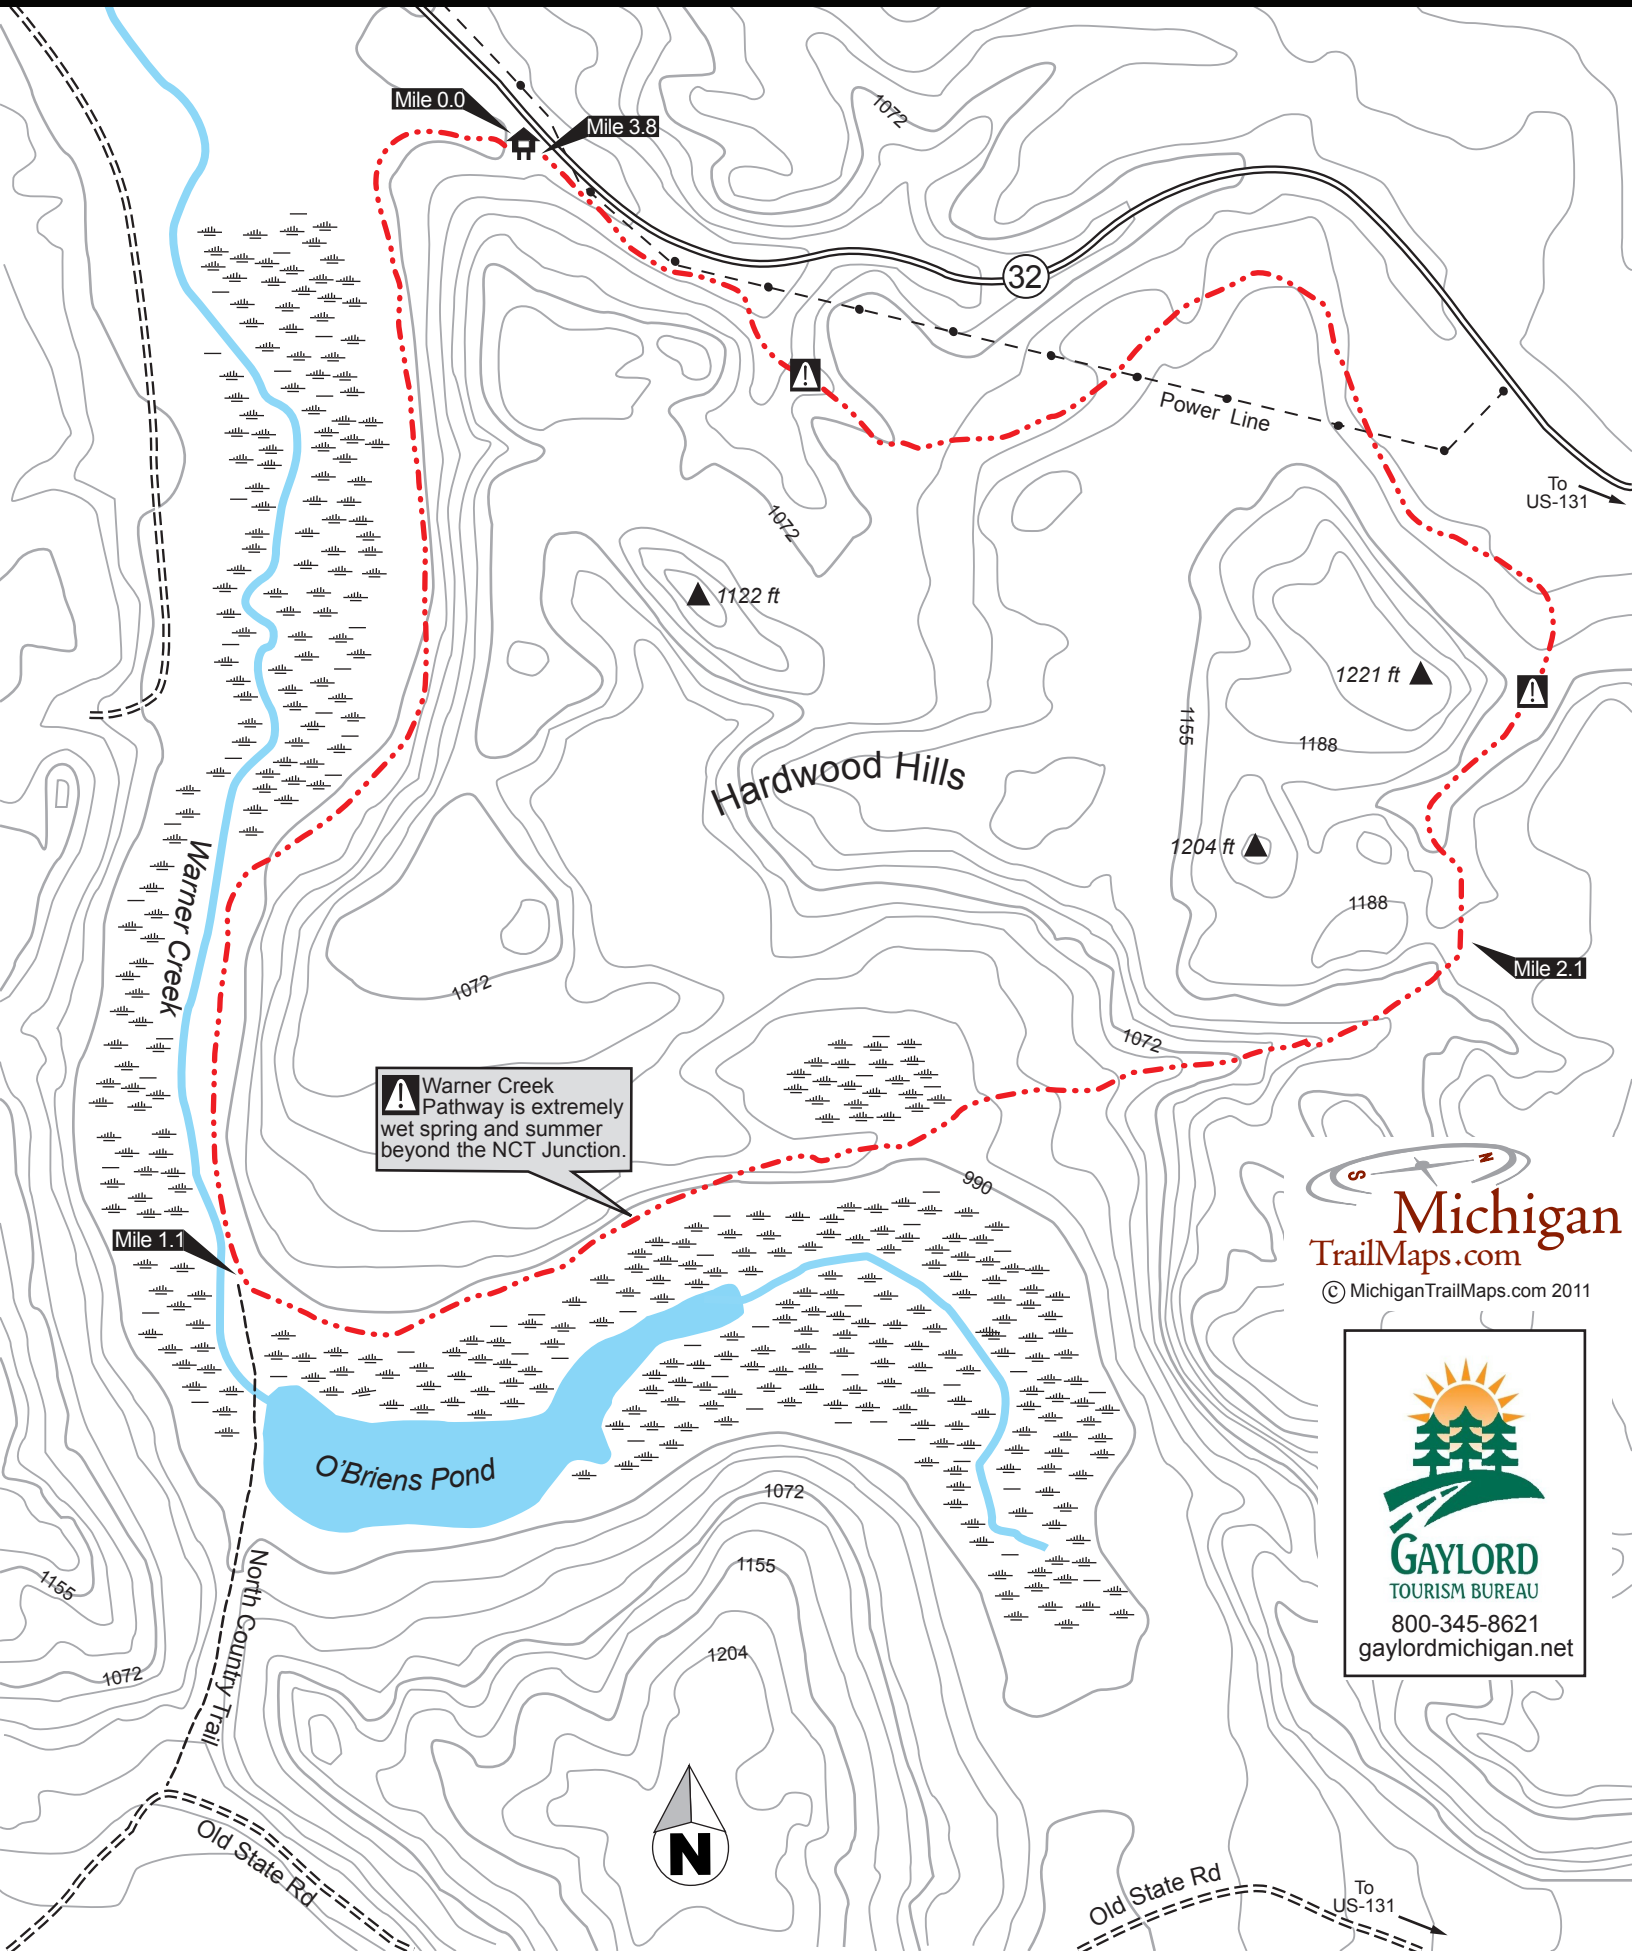 Mile 0.0
Mile 3.8
1072
32
Power Line
To
US-131
1072
1122 ft
1221 ft
1155
1188
Hardwood Hills
1204 ft
1188
Warner Creek
Mile 2.1
1072
1072
Warner Creek
Pathway is extremely
wet spring and summer
beyond the NCT Junction.
990
Mile 1.1
S N
Michigan
TrailMaps.com
© MichiganTrailMaps.com 2011
O'Briens Pond
1072
1155
1155
North Country Trail
GAYLORD
TOURISM BUREAU
800-345-8621
gaylordmichigan.net
1204
1072
N
Old State Rd
Old State Rd
To
US-131